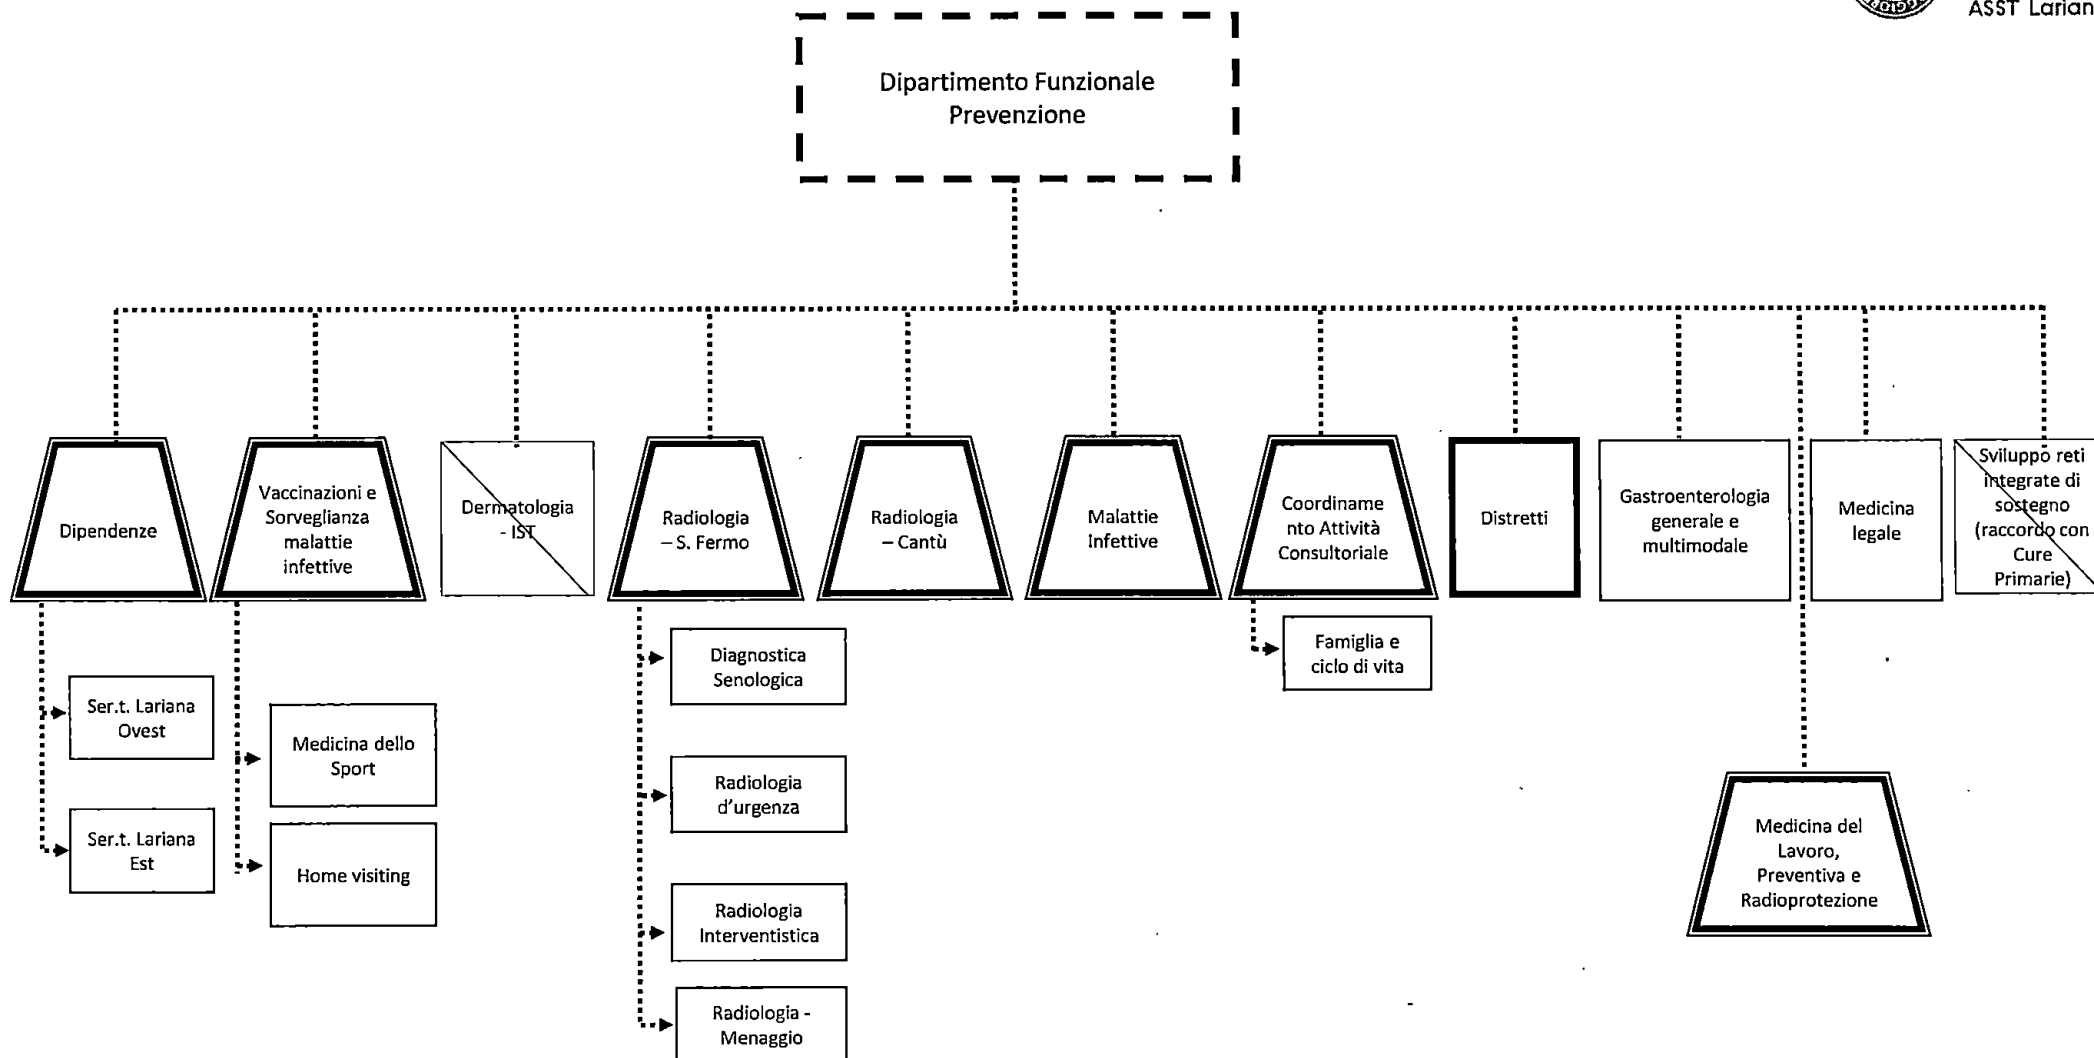 ASST Larian
Dipartimento Funzionale
Prevenzione
Dipendenze
Vaccinazioni e
Sorveglianza
malattie
infettive
Dermatologia
- IST
Radiologia
– S. Fermo
Radiologia
– Cantù
Malattie
Infettive
Coordiname
nto Attività
Consultoriale
Distretti
Gastroenterologia
generale e
multimodale
Medicina
legale
Sviluppo reti
integrate di
sostegno
(raccordo con
Cure
Primarie)
Ser.t. Lariana
Ovest
Ser.t. Lariana
Est
Medicina dello
Sport
Home visiting
Diagnostica
Senologica
Radiologia
d'urgenza
Radiologia
Interventistica
Radiologia -
Menaggio
Famiglia e
ciclo di vita
Medicina del
Lavoro,
Preventiva e
Radioprotezione